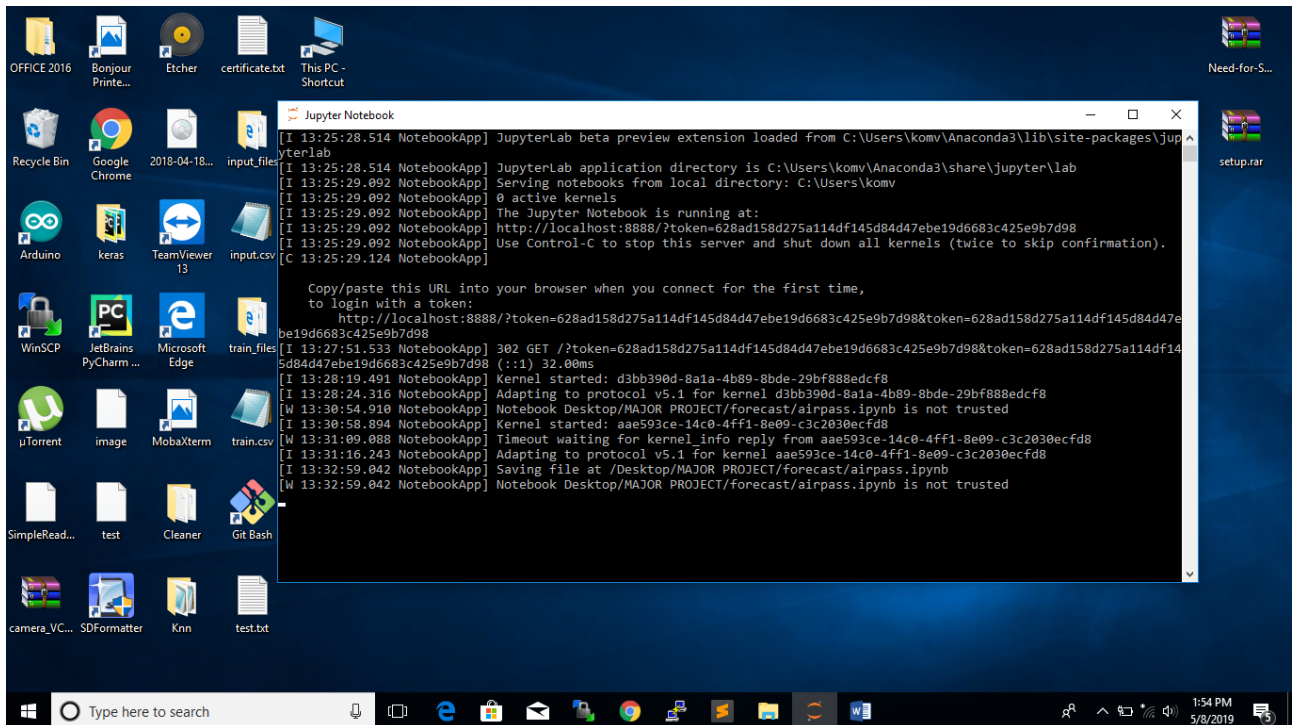 OFFICE 2016
Bonjour
Printe...
Etcher
certificate.txt
This PC -
Shortcut
Need-for-S...
Recycle Bin
Google
Chrome
2018-04-18...
input_files
setup.rar
Arduino
keras
TeamViewer
13
input.csv
WinSCP
PC
JetBrains
PyCharm ...
Microsoft
Edge
train_files
µTorrent
image
MobaXterm
train.csv
SimpleRead...
test
Cleaner
Git Bash
camera_VC...
SDFormatter
Knn
test.txt
Jupyter Notebook
[I 13:25:28.514 NotebookApp] JupyterLab beta preview extension loaded from C:\Users\komv\Anaconda3\lib\site-packages\jup
yterlab
[I 13:25:28.514 NotebookApp] JupyterLab application directory is C:\Users\komv\Anaconda3\share\jupyter\lab
[I 13:25:29.092 NotebookApp] Serving notebooks from local directory: C:\Users\komv
[I 13:25:29.092 NotebookApp] 0 active kernels
[I 13:25:29.092 NotebookApp] The Jupyter Notebook is running at:
[I 13:25:29.092 NotebookApp] http://localhost:8888/?token=628ad158d275a114df145d84d47ebe19d6683c425e9b7d98
[I 13:25:29.092 NotebookApp] Use Control-C to stop this server and shut down all kernels (twice to skip confirmation).
[C 13:25:29.124 NotebookApp]
Copy/paste this URL into your browser when you connect for the first time,
to login with a token:
http://localhost:8888/?token=628ad158d275a114df145d84d47ebe19d6683c425e9b7d98&token=628ad158d275a114df145d84d47e
be19d6683c425e9b7d98
[I 13:27:51.533 NotebookApp] 302 GET /?token=628ad158d275a114df145d84d47ebe19d6683c425e9b7d98&token=628ad158d275a114df14
5d84d47ebe19d6683c425e9b7d98 (::1) 32.00ms
[I 13:28:19.491 NotebookApp] Kernel started: d3bb390d-8a1a-4b89-8bde-29bf888edcf8
[I 13:28:24.316 NotebookApp] Adapting to protocol v5.1 for kernel d3bb390d-8a1a-4b89-8bde-29bf888edcf8
[W 13:30:54.910 NotebookApp] Notebook Desktop/MAJOR PROJECT/forecast/airpass.ipynb is not trusted
[I 13:30:58.894 NotebookApp] Kernel started: aae593ce-14c0-4ff1-8e09-c3c2030ecfd8
[W 13:31:09.088 NotebookApp] Timeout waiting for kernel_info reply from aae593ce-14c0-4ff1-8e09-c3c2030ecfd8
[I 13:31:16.243 NotebookApp] Adapting to protocol v5.1 for kernel aae593ce-14c0-4ff1-8e09-c3c2030ecfd8
[I 13:32:59.042 NotebookApp] Saving file at /Desktop/MAJOR PROJECT/forecast/airpass.ipynb
[W 13:32:59.042 NotebookApp] Notebook Desktop/MAJOR PROJECT/forecast/airpass.ipynb is not trusted
Type here to search
1:54 PM
5/8/2019
5